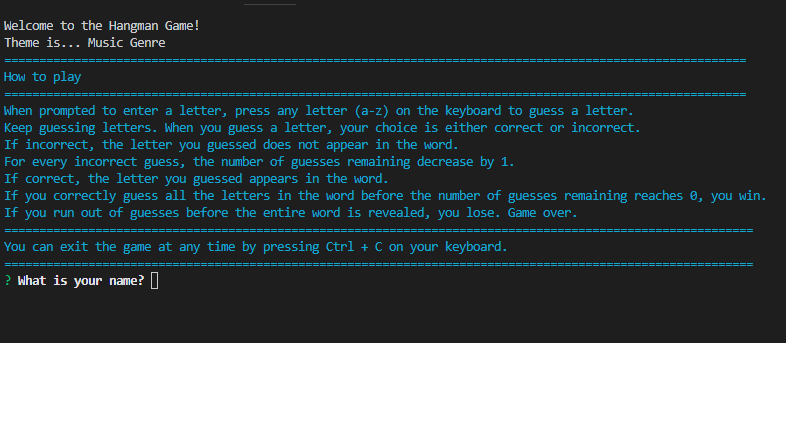 Welcome to the Hangman Game!
Theme is... Music Genre
==========================================================================================================
How to play
==========================================================================================================
When prompted to enter a letter, press any letter (a-z) on the keyboard to guess a letter.
Keep guessing letters. When you guess a letter, your choice is either correct or incorrect.
If incorrect, the letter you guessed does not appear in the word.
For every incorrect guess, the number of guesses remaining decrease by 1.
If correct, the letter you guessed appears in the word.
If you correctly guess all the letters in the word before the number of guesses remaining reaches 0, you win.
If you run out of guesses before the entire word is revealed, you lose. Game over.
===========================================================================================================
You can exit the game at any time by pressing Ctrl + C on your keyboard.
===========================================================================================================
? What is your name?